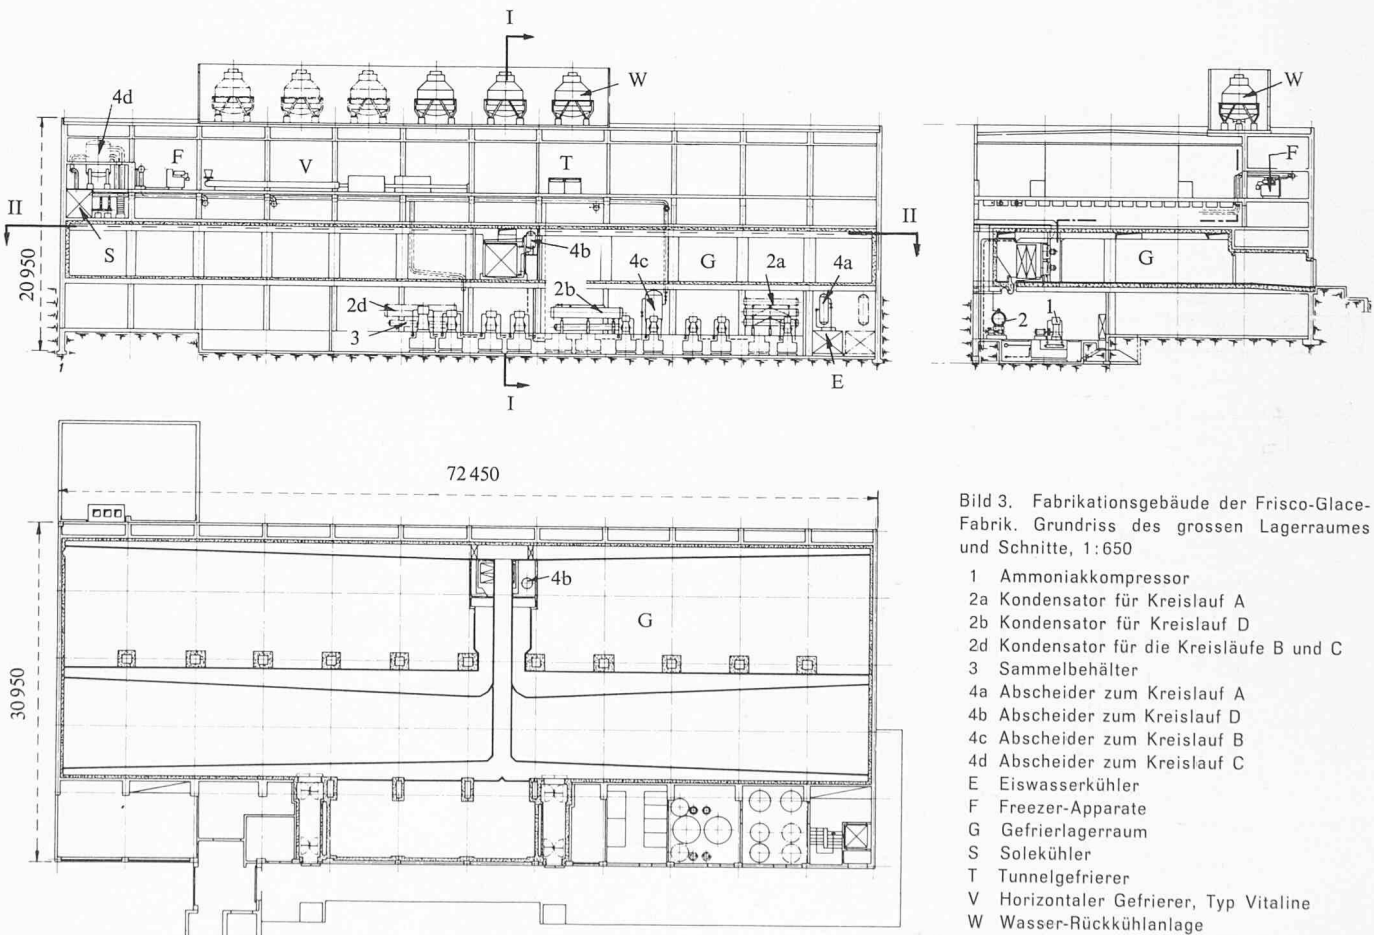 I
W
4d
F
V
T
II
II
S
4b
4c
G
2a
4a
20 950
2d
2b
3
E
I
W
F
G
1
2
72 450
4b
G
30 950
Bild 3. Fabrikationsgebäude der Frisco-Glace-
Fabrik. Grundriss des grossen Lagerraumes
und Schnitte, 1:650
1 Ammoniakkompressor
2a Kondensator für Kreislauf A
2b Kondensator für Kreislauf D
2d Kondensator für die Kreisläufe B und C
3 Sammelbehälter
4a Abscheider zum Kreislauf A
4b Abscheider zum Kreislauf D
4c Abscheider zum Kreislauf B
4d Abscheider zum Kreislauf C
E Eiswasserkühler
F Freezer-Apparate
G Gefrierlagerraum
S Solekühler
T Tunnelgefrierer
V Horizontaler Gefrierer, Typ Vitaline
W Wasser-Rückkühlanlage